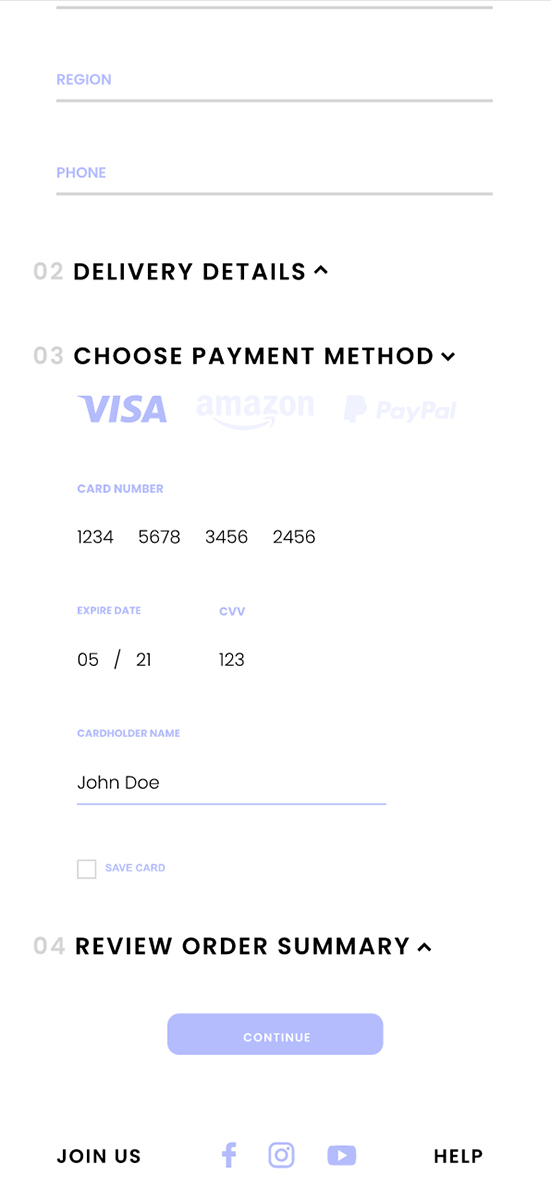 REGION
PHONE
02 DELIVERY DETAILS
03 CHOOSE PAYMENT METHOD
VISA amazon PayPal
CARD NUMBER
1234 5678 3456 2456
EXPIRE DATE CVV
05 / 21 123
CARDHOLDER NAME
John Doe
SAVE CARD
04 REVIEW ORDER SUMMARY
CONTINUE
JOIN US HELP